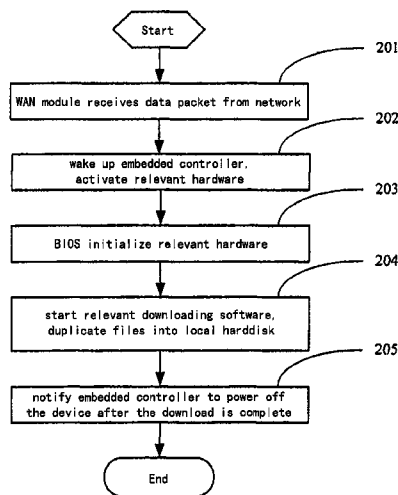 Start
201
WAN module receives data packet from network
202
wake up embedded controller,
activate relevant hardware
203
BIOS initialize relevant hardware
204
start relevant downloading software,
duplicate files into local harddisk
205
notify embedded controller to power off
the device after the download is complete
End